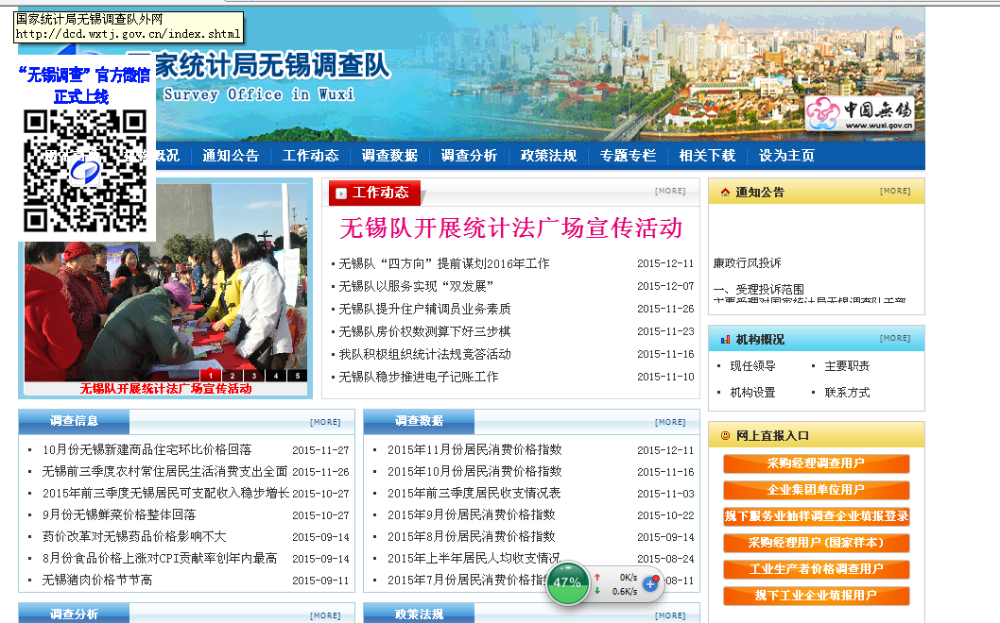 国家统计局无锡调查队外网
http://dcd.wxtj.gov.cn/index.shtml
“无锡调查”官方微信
正式上线
家统计局无锡调查队
Survey Office in Wuxi
中国無锡
www.wuxi.gov.cn
概况 通知公告 工作动态 调查数据 调查分析 政策法规 专题专栏 相关下载 设为主页
1 2 3 4 5
无锡队开展统计法广场宣传活动
工作动态 [MORE]
无锡队开展统计法广场宣传活动
无锡队“四方向”提前谋划2016年工作 2015-12-11
无锡队以服务实现“双发展” 2015-12-07
无锡队提升住户辅调员业务素质 2015-11-26
无锡队房价权数测算下好三步棋 2015-11-23
我队积极组织统计法规竞答活动 2015-11-16
无锡队稳步推进电子记账工作 2015-11-10
通知公告 [MORE]
廉政行风投诉
一、受理投诉范围
主要受理对国家统计局无锡调查队干部
机构概况 [MORE]
现任领导 主要职责
机构设置 联系方式
调查信息 [MORE]
10月份无锡新建商品住宅环比价格回落 2015-11-27
无锡前三季度农村常住居民生活消费支出全面 2015-11-26
2015年前三季度无锡居民可支配收入稳步增长 2015-10-27
9月份无锡鲜菜价格整体回落 2015-10-27
药价改革对无锡药品价格影响不大 2015-09-14
8月份食品价格上涨对CPI贡献率创年内最高 2015-09-14
无锡猪肉价格节节高 2015-09-11
调查数据 [MORE]
2015年11月份居民消费价格指数 2015-12-11
2015年10月份居民消费价格指数 2015-11-16
2015年前三季度居民收支情况表 2015-11-03
2015年9月份居民消费价格指数 2015-10-22
2015年8月份居民消费价格指数 2015-09-14
2015年上半年居民人均收支情况 2015-08-24
2015年7月份居民消费价格指 -08-11
47%
0K/s
0.6K/s
网上直报入口
采购经理调查用户
企业集团单位用户
规下服务业抽样调查企业填报登录
采购经理用户(国家样本)
工业生产者价格调查用户
规下工业企业填报用户
调查分析 [MORE]
政策法规 [MORE]